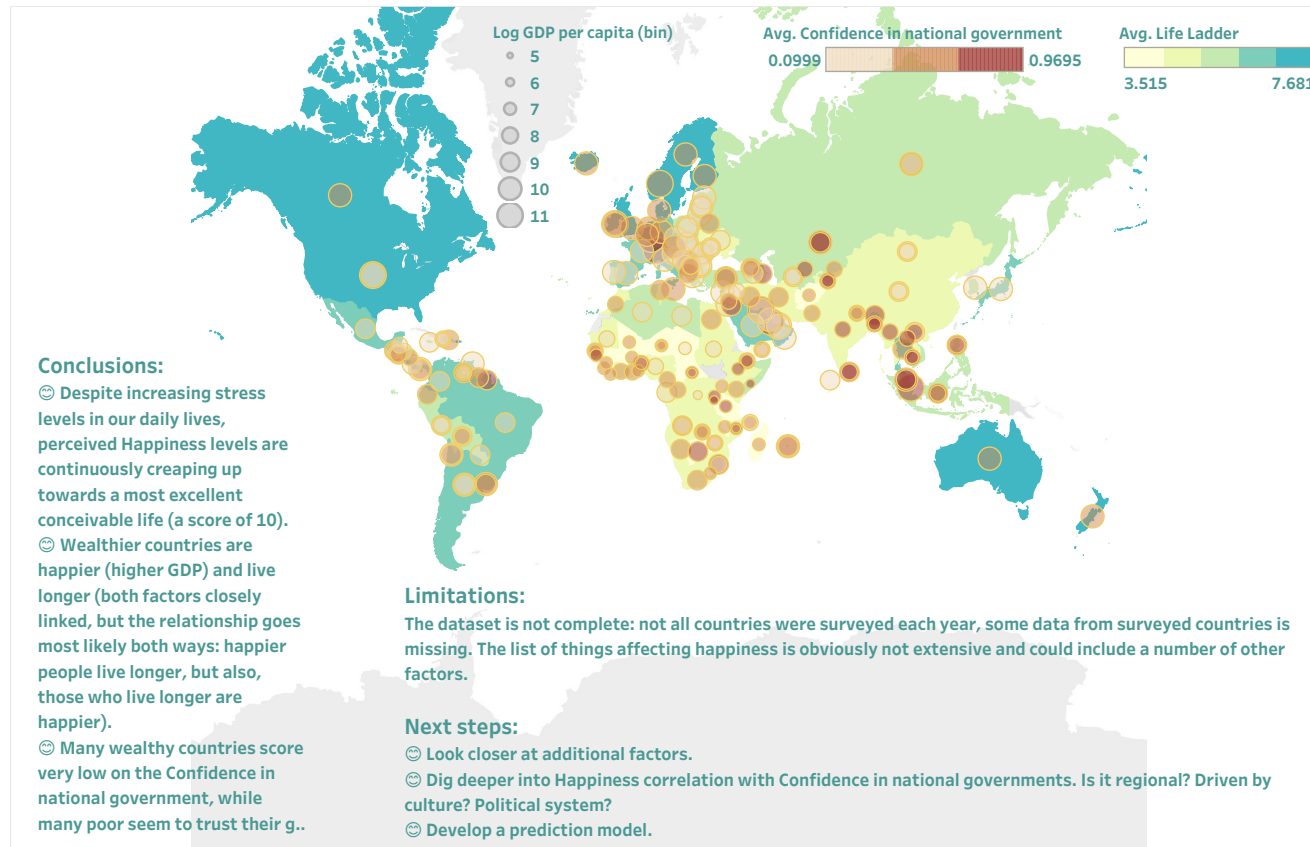 Log GDP per capita (bin)
5
6
7
8
9
10
11
Avg. Confidence in national government
0.0999
0.9695
Avg. Life Ladder
3.515
7.681
Conclusions:
😊 Despite increasing stress
levels in our daily lives,
perceived Happiness levels are
continuously creaping up
towards a most excellent
conceivable life (a score of 10).
😊 Wealthier countries are
happier (higher GDP) and live
longer (both factors closely
linked, but the relationship goes
most likely both ways: happier
people live longer, but also,
those who live longer are
happier).
😊 Many wealthy countries score
very low on the Confidence in
national government, while
many poor seem to trust their g..
Limitations:
The dataset is not complete: not all countries were surveyed each year, some data from surveyed countries is
missing. The list of things affecting happiness is obviously not extensive and could include a number of other
factors.
Next steps:
😊 Look closer at additional factors.
😊 Dig deeper into Happiness correlation with Confidence in national governments. Is it regional? Driven by
culture? Political system?
😊 Develop a prediction model.